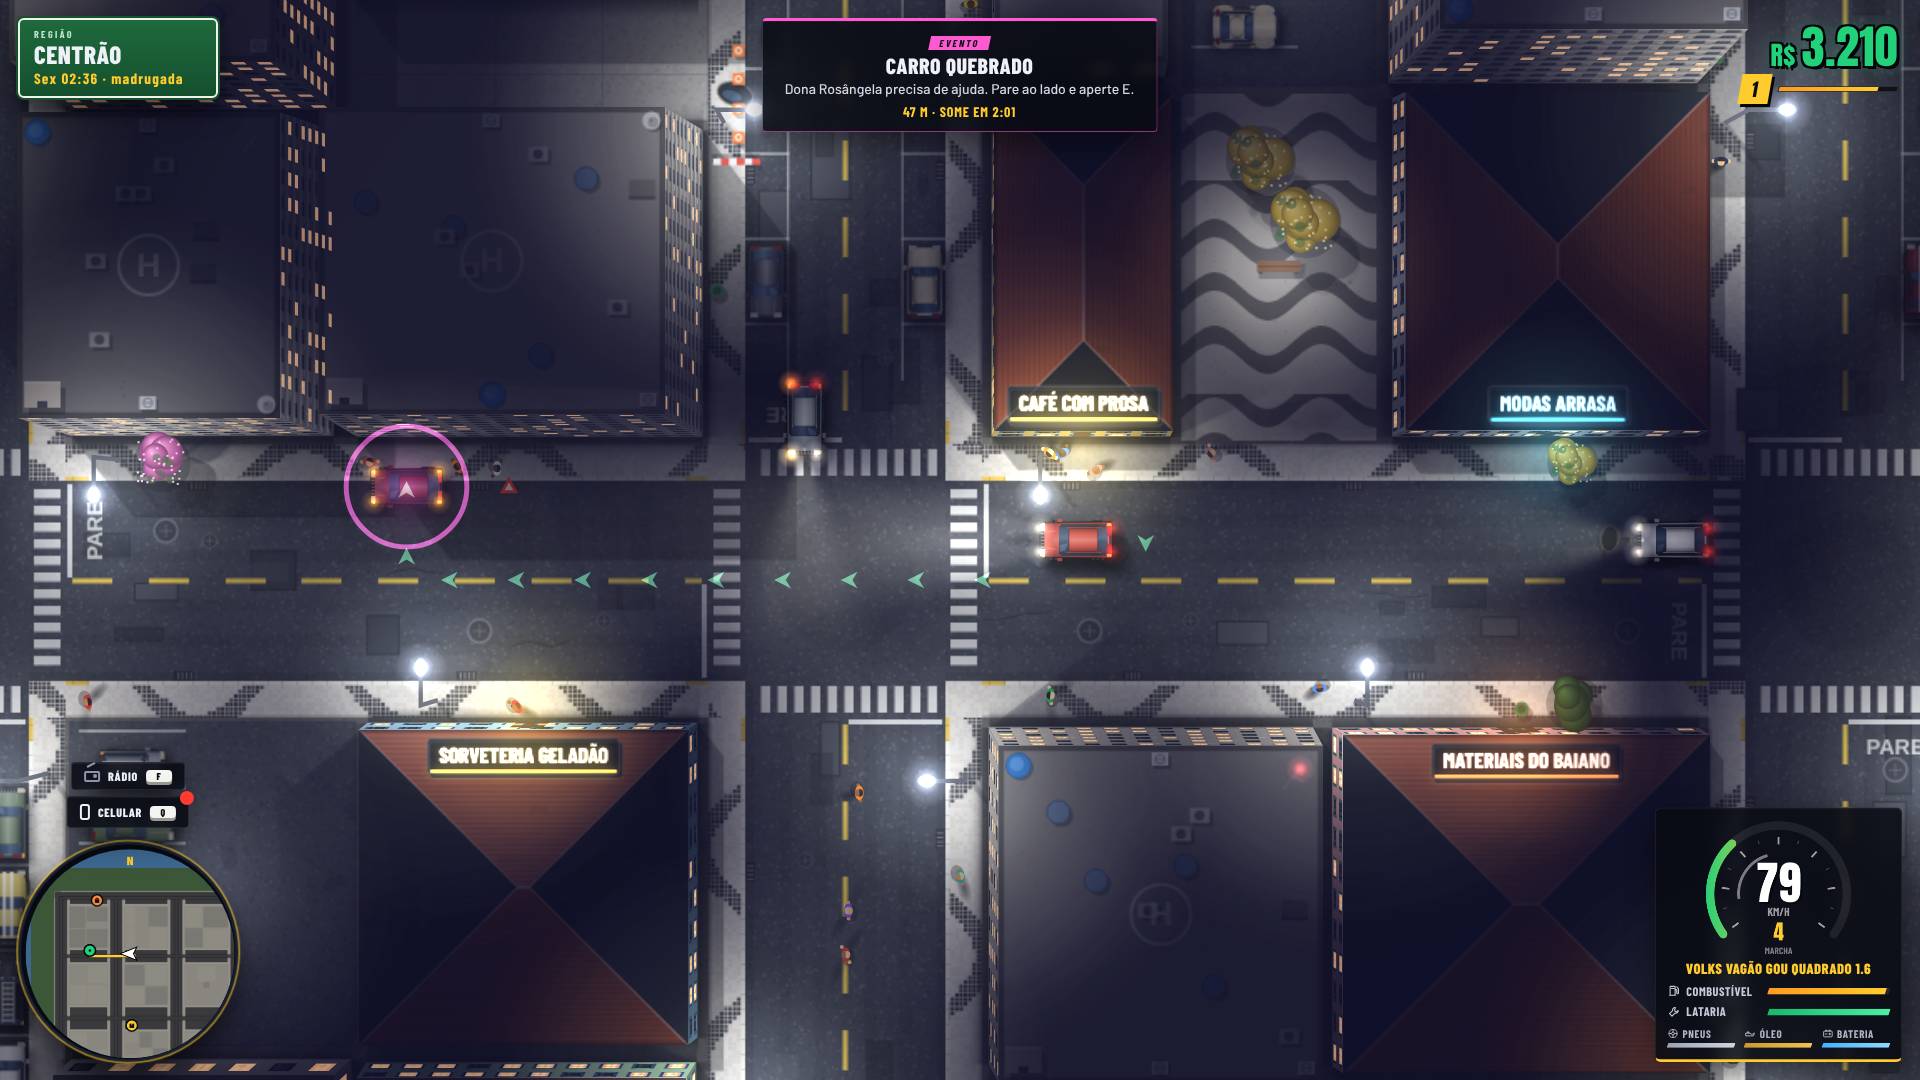 REGIÃO
CENTRÃO
Sex 02:36 · madrugada
EVENTO
CARRO QUEBRADO
Dona Rosângela precisa de ajuda. Pare ao lado e aperte E.
47 M · SOME EM 2:01
R$ 3.210
1
H
H
CAFÉ COM PROSA
MODAS ARRASA
PARE
PARE
SORVETERIA GELADÃO
MATERIAIS DO BAIANO
PARE
RÁDIO F
CELULAR Q
N
H
79
KM/H
4
MARCHA
VOLKS VAGÃO GOU QUADRADO 1.6
COMBUSTÍVEL
LATARIA
PNEUS ÓLEO BATERIA